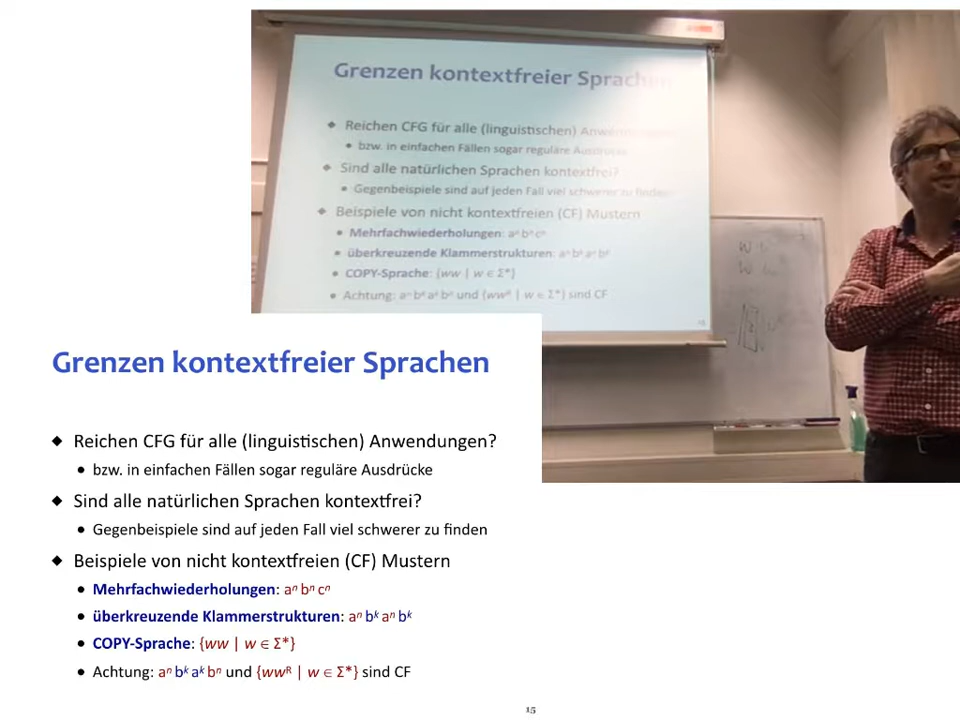 Grenzen kontextfreier Sprachen
◆ Reichen CFG für alle (linguistischen)
• bzw. in einfachen Fällen sogar reguläre Ausdrücke
◆ Sind alle natürlichen Sprachen kontextfrei?
• Gegenbeispiele sind auf jeden Fall viel schwerer zu finden
◆ Beispiele von nicht kontextfreien (CF) Mustern
• Mehrfachwiederholungen: aⁿ bⁿ cⁿ
• überkreuzende Klammerstrukturen: aⁿ bᵏ aⁿ bᵏ
• COPY-Sprache: {ww | w ∈ Σ*}
• Achtung: aⁿ bᵏ aᵏ bⁿ und {wwᴿ | w ∈ Σ*} sind CF
Grenzen kontextfreier Sprachen
◆ Reichen CFG für alle (linguistischen) Anwendungen?
• bzw. in einfachen Fällen sogar reguläre Ausdrücke
◆ Sind alle natürlichen Sprachen kontextfrei?
• Gegenbeispiele sind auf jeden Fall viel schwerer zu finden
◆ Beispiele von nicht kontextfreien (CF) Mustern
• Mehrfachwiederholungen: aⁿ bⁿ cⁿ
• überkreuzende Klammerstrukturen: aⁿ bᵏ aⁿ bᵏ
• COPY-Sprache: {ww | w ∈ Σ*}
• Achtung: aⁿ bᵏ aᵏ bⁿ und {wwᴿ | w ∈ Σ*} sind CF
15